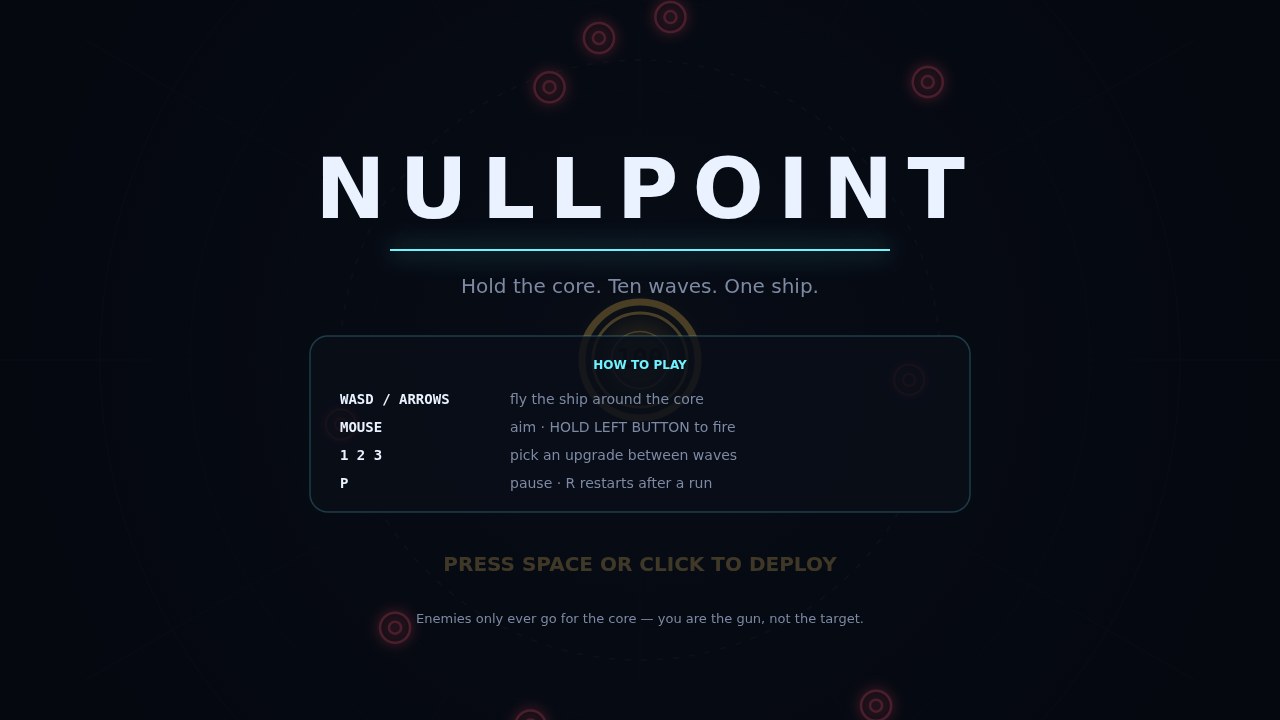 NULLPOINT
Hold the core. Ten waves. One ship.
HOW TO PLAY
WASD / ARROWS fly the ship around the core
MOUSE aim · HOLD LEFT BUTTON to fire
1 2 3 pick an upgrade between waves
P pause · R restarts after a run
PRESS SPACE OR CLICK TO DEPLOY
Enemies only ever go for the core — you are the gun, not the target.